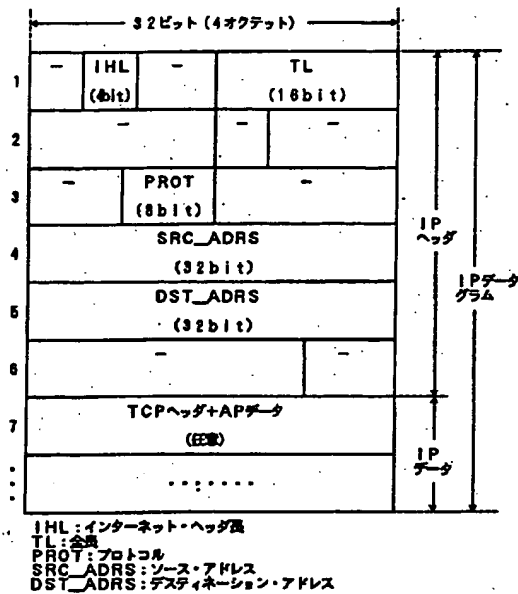 32ビット(4オクテット)
1 － IHL (4bit) － TL (16bit)
2 － － －
3 － PROT (8bit) －
4 SRC_ADRS (32bit)
5 DST_ADRS (32bit)
6 － －
7 TCPヘッダ+APデータ (任意)
IPヘッダ
IPデータグラム
IPデータ
IHL:インターネット・ヘッダ長
TL:全長
PROT:プロトコル
SRC_ADRS:ソース・アドレス
DST_ADRS:デスティネーション・アドレス